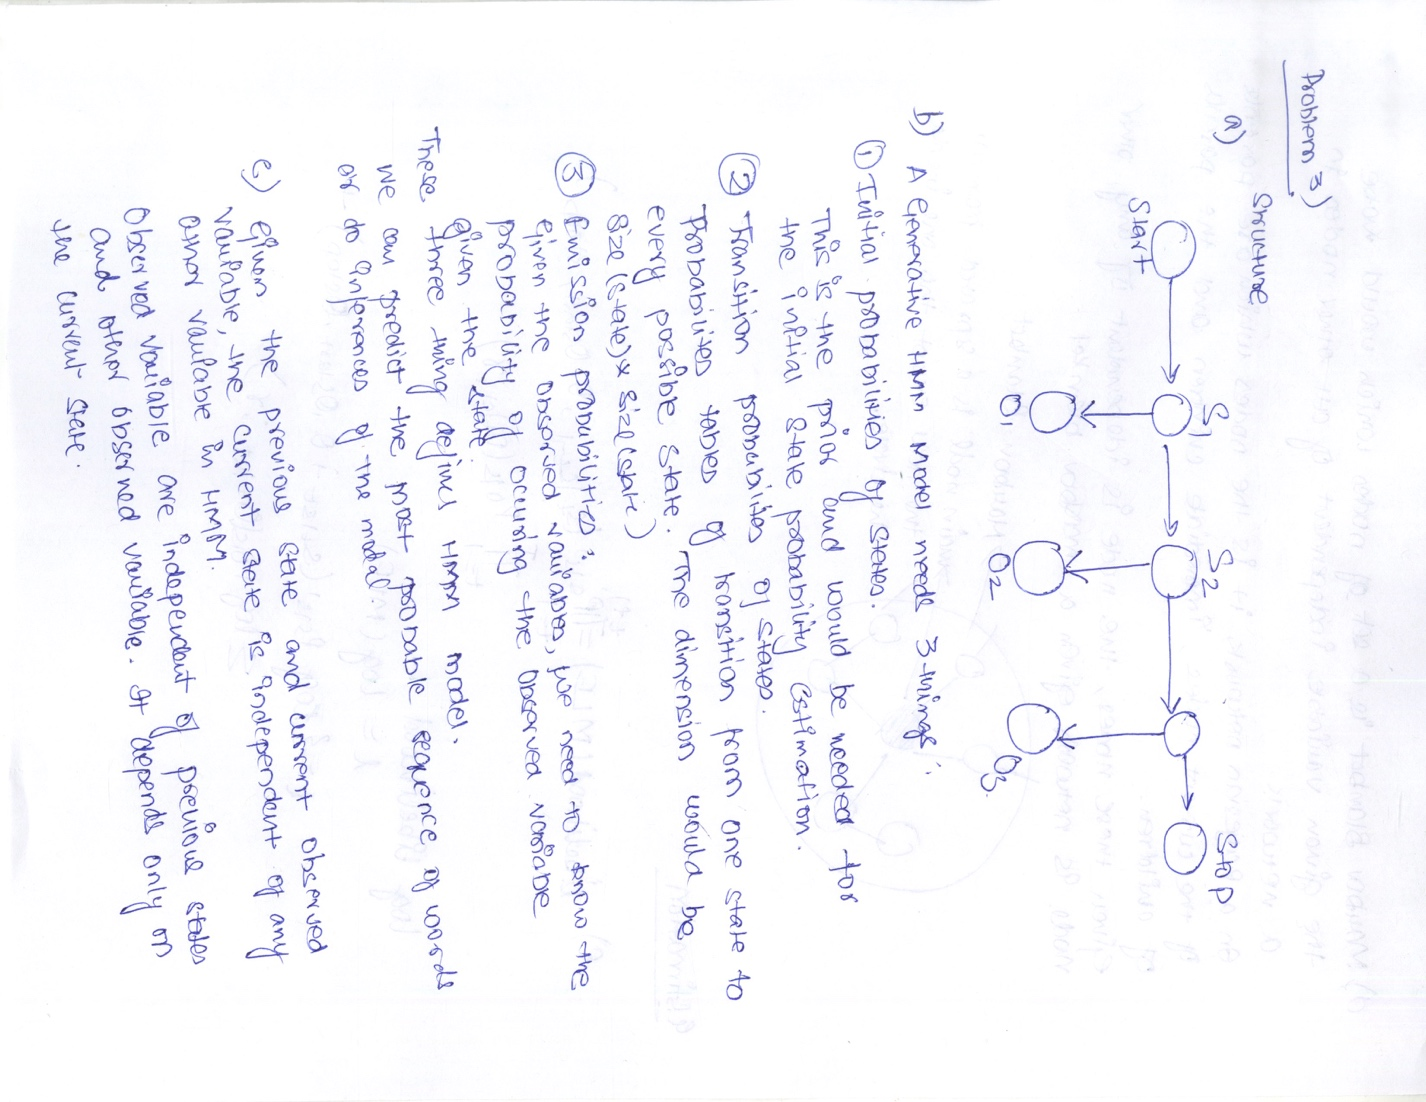 Problem 3)
Structure
a)
Start
S1
S2
Stop
O1
O2
O3.
b) A Generative HMM Model needs 3-things:
① Initial probabilities of states.
This is the prior and would be needed for
the initial state probability estimation.
② Transition probabilities of states.
Probabilites tables of transition from one state to
every possible state. The dimension would be
size(state) x size(state)
③ Emission probabilities:
Given the observed variables, we need to know the
probability of occuring the observed variable
given the state.
These three thing defines HMM model.
we can predict the most probable sequence of words
or do inferences of the model.
c) Given the previous state and current observed
variable, the current state is independent of any
other variable in HMM.
Observed variable are independent of previous states
and other observed variable. It depends only on
the current state.